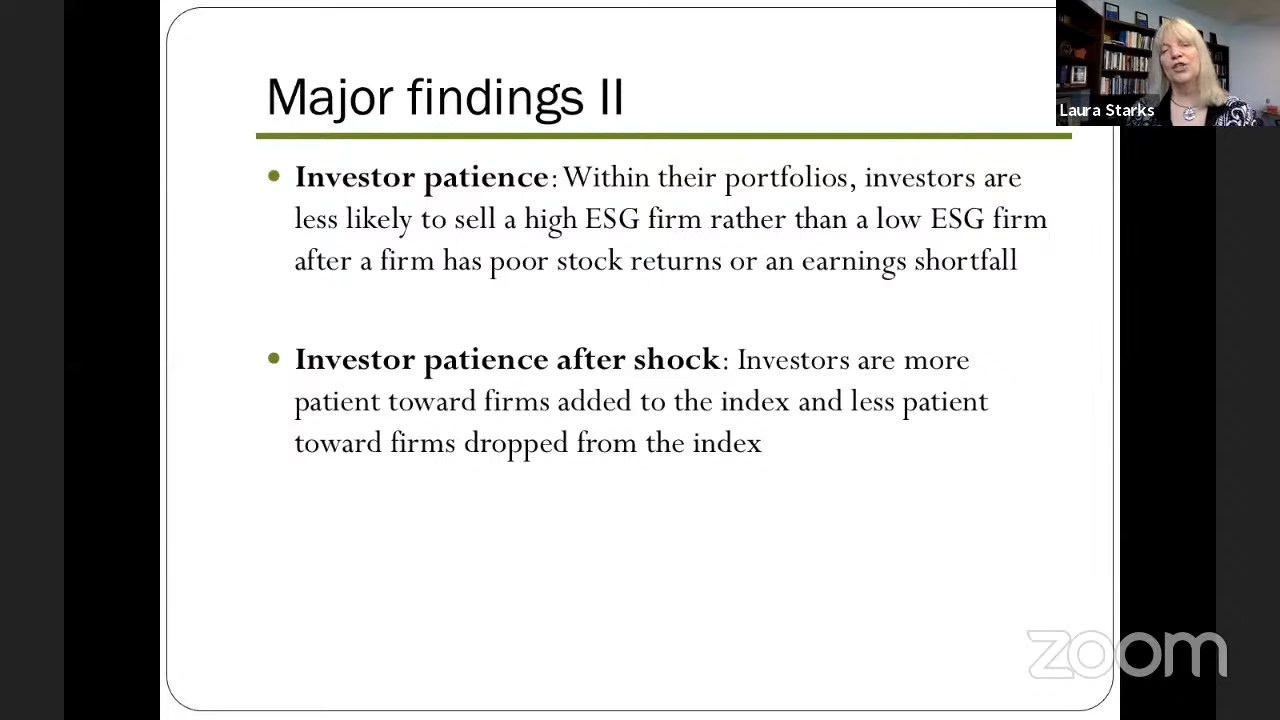 Major findings II
Laura Starks
• Investor patience: Within their portfolios, investors are
less likely to sell a high ESG firm rather than a low ESG firm
after a firm has poor stock returns or an earnings shortfall
• Investor patience after shock: Investors are more
patient toward firms added to the index and less patient
toward firms dropped from the index
zoom